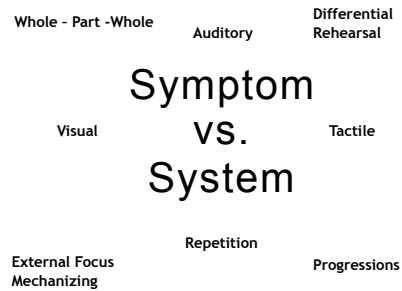 Whole - Part -Whole
Auditory
Differential
Rehearsal
Symptom
vs.
System
Visual
Tactile
Repetition
External Focus
Mechanizing
Progressions